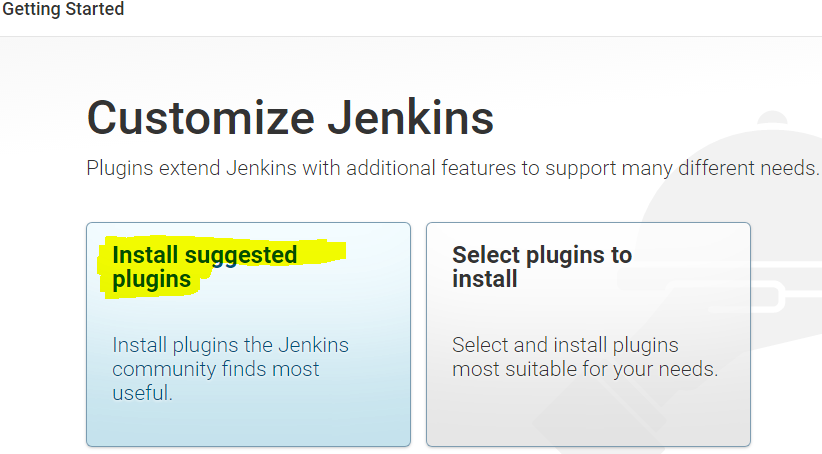 Getting Started
Customize Jenkins
Plugins extend Jenkins with additional features to support many different needs.
Install suggested
plugins
Install plugins the Jenkins
community finds most
useful.
Select plugins to
install
Select and install plugins
most suitable for your needs.